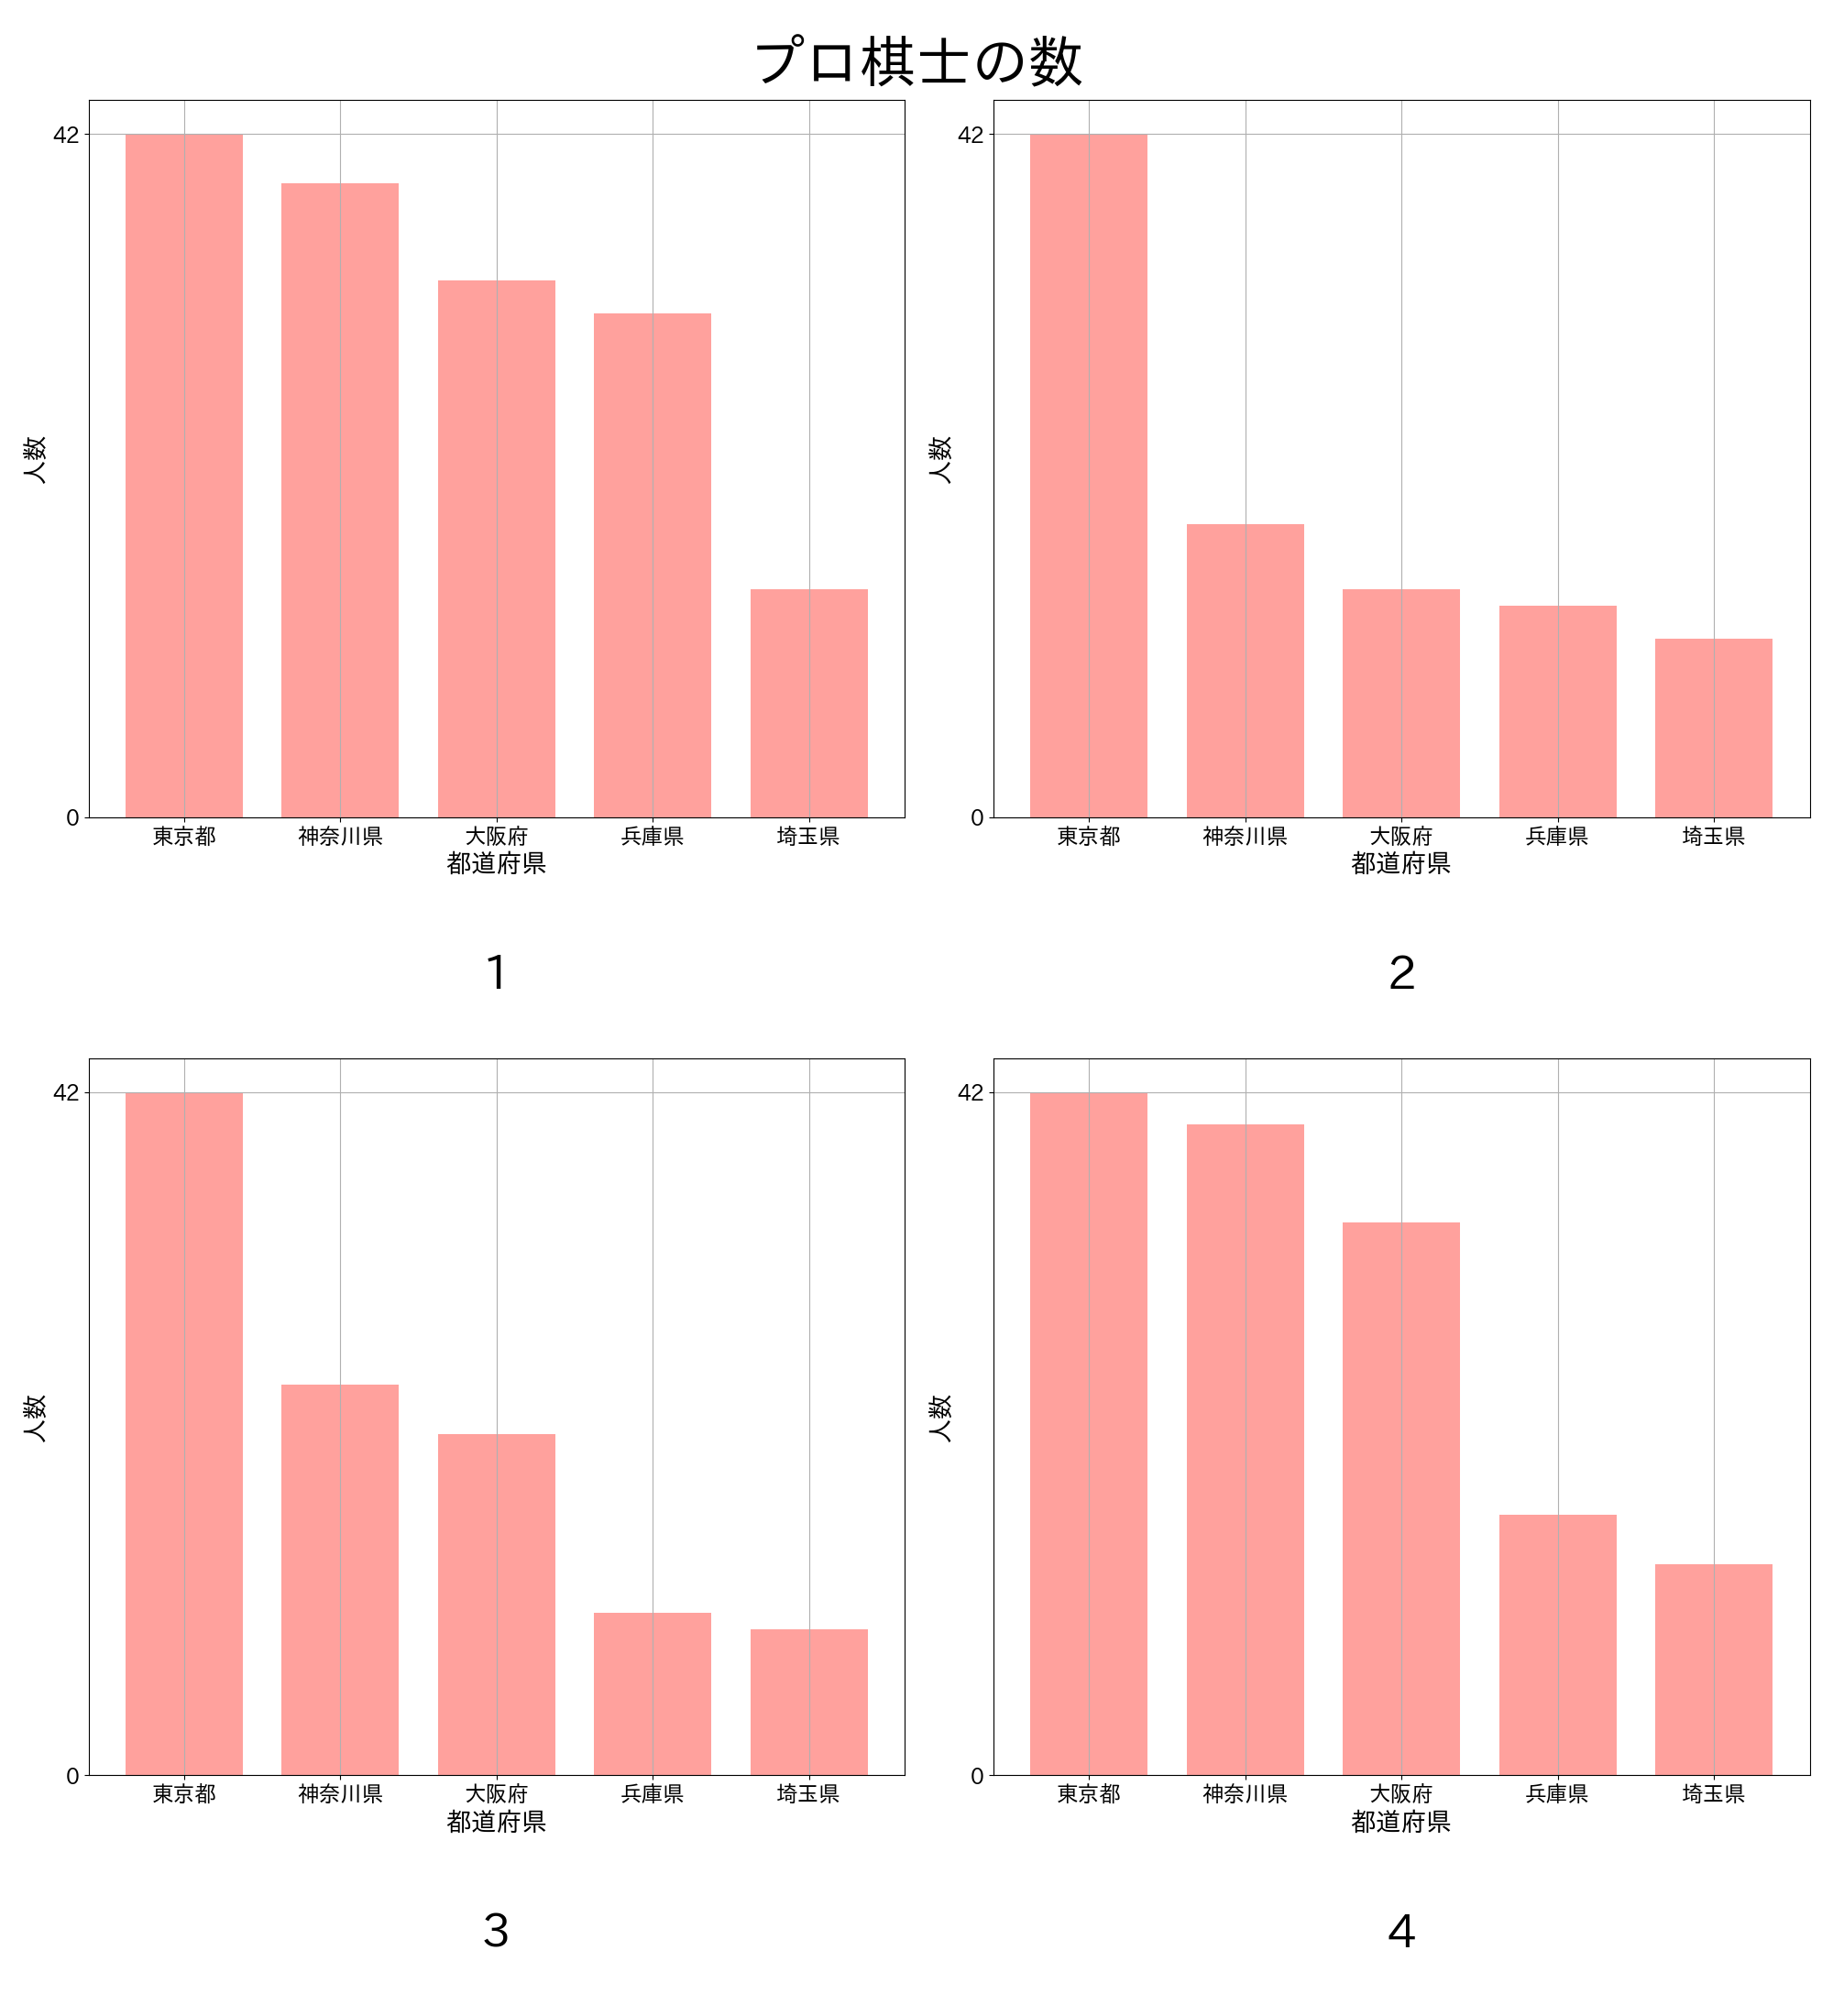 プロ棋士の数
42
0
人数
東京都 神奈川県 大阪府 兵庫県 埼玉県
都道府県
1
42
0
人数
東京都 神奈川県 大阪府 兵庫県 埼玉県
都道府県
2
42
0
人数
東京都 神奈川県 大阪府 兵庫県 埼玉県
都道府県
3
42
0
人数
東京都 神奈川県 大阪府 兵庫県 埼玉県
都道府県
4